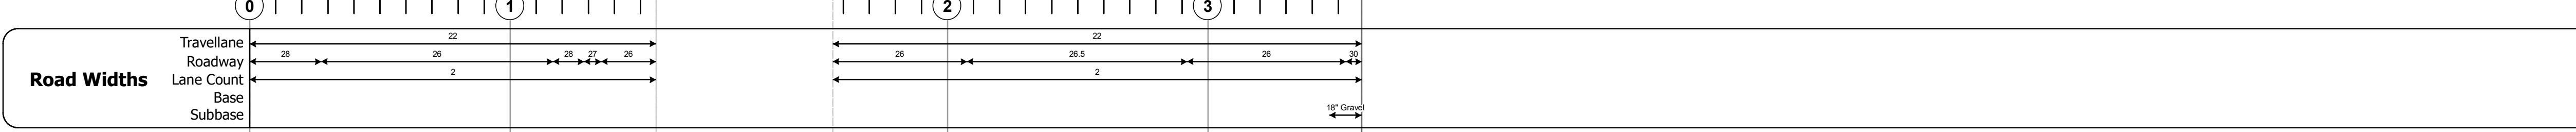 0 1 2 3
Road Widths
Travellane 22 22
Roadway 28 26 28 27 26 26 26.5 26 30
Lane Count 2 2
Base
Subbase 18" Gravel